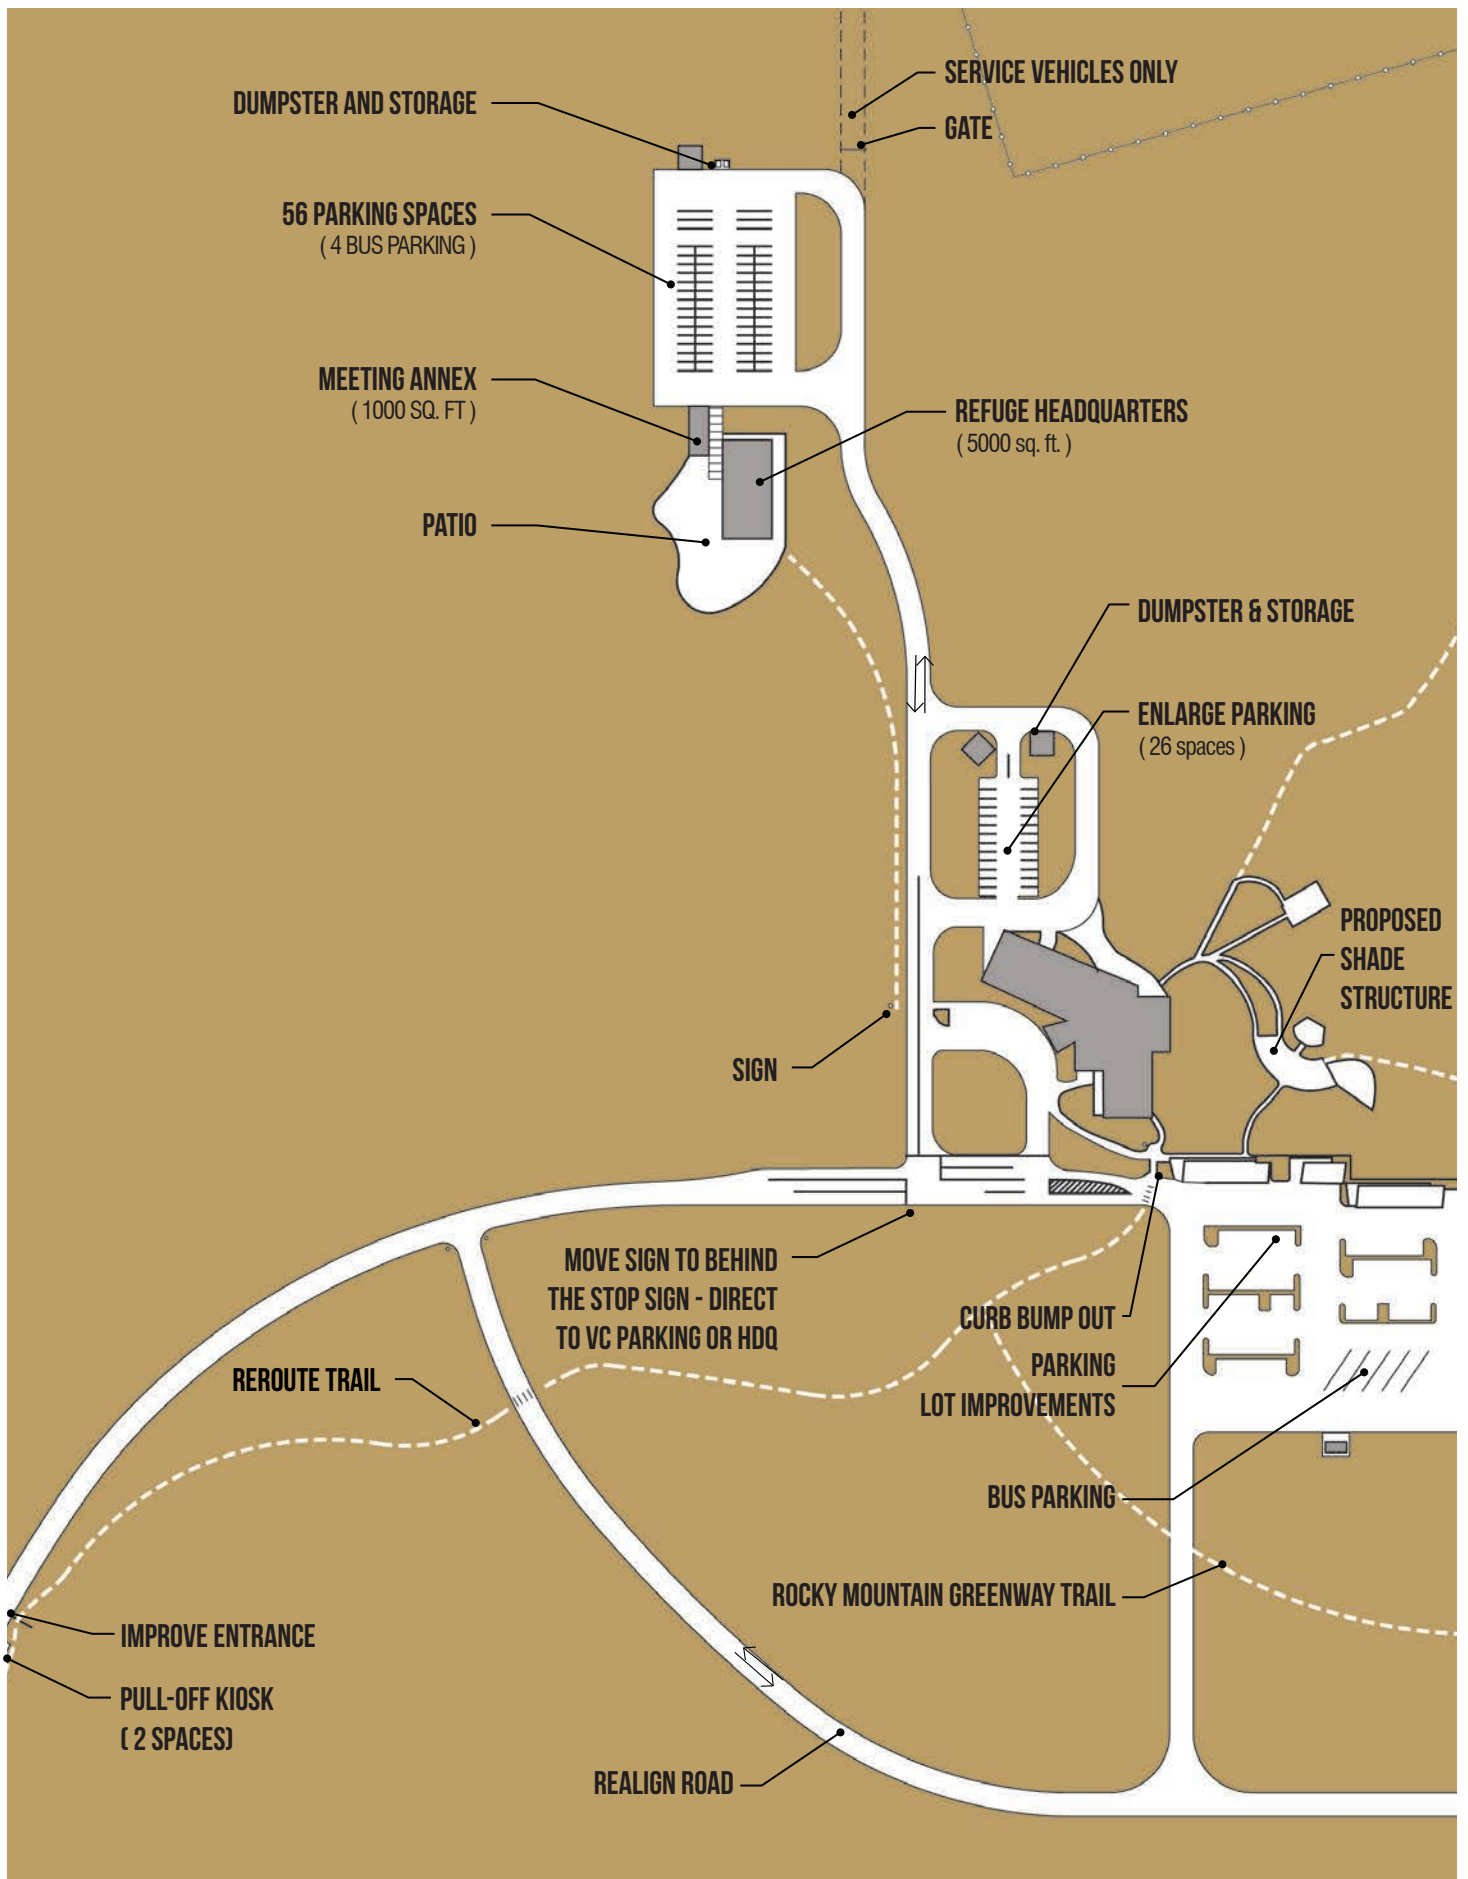 SERVICE VEHICLES ONLY
DUMPSTER AND STORAGE
GATE
56 PARKING SPACES
( 4 BUS PARKING )
MEETING ANNEX
( 1000 SQ. FT )
REFUGE HEADQUARTERS
( 5000 sq. ft. )
PATIO
DUMPSTER & STORAGE
ENLARGE PARKING
( 26 spaces )
PROPOSED
SHADE
STRUCTURE
SIGN
MOVE SIGN TO BEHIND
THE STOP SIGN - DIRECT
TO VC PARKING OR HDQ
CURB BUMP OUT
PARKING
LOT IMPROVEMENTS
REROUTE TRAIL
BUS PARKING
ROCKY MOUNTAIN GREENWAY TRAIL
IMPROVE ENTRANCE
PULL-OFF KIOSK
( 2 SPACES)
REALIGN ROAD